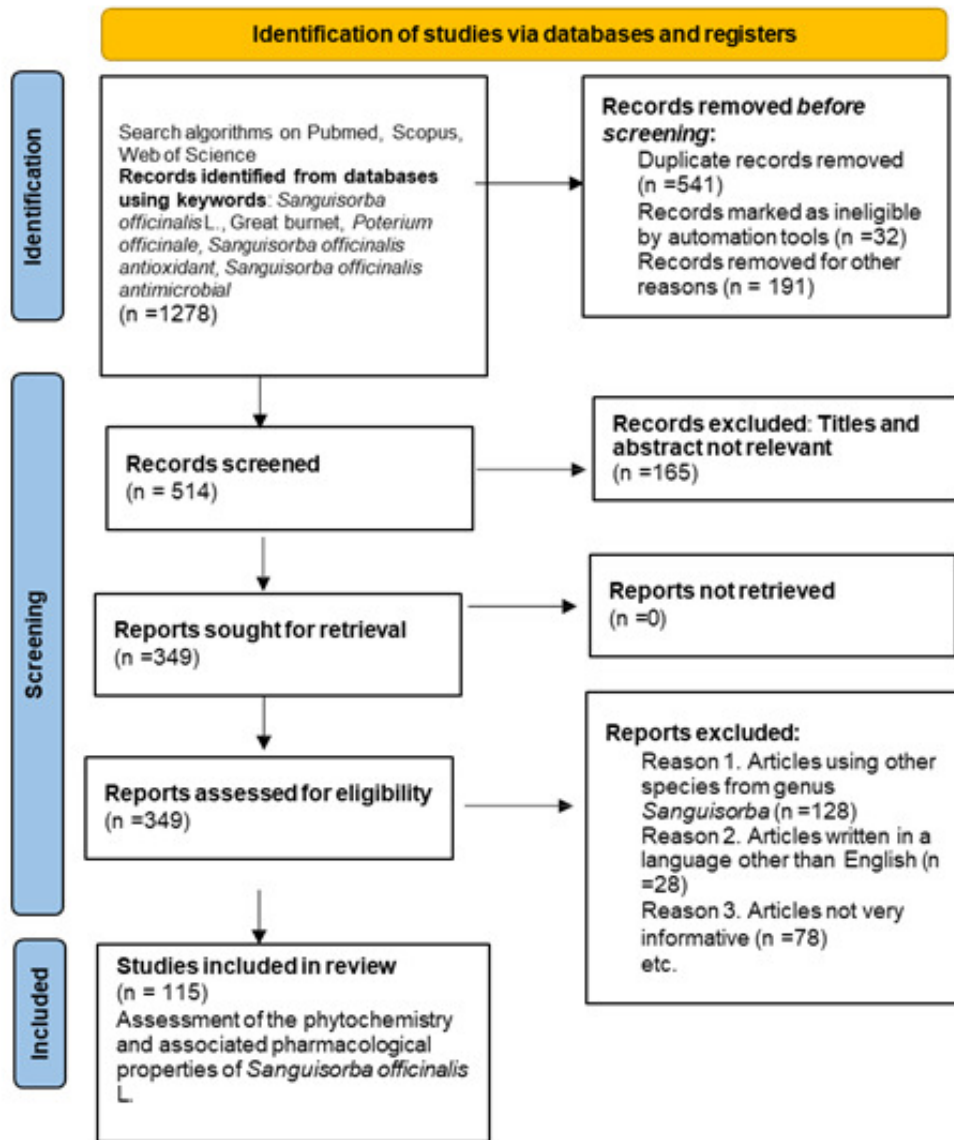 Identification of studies via databases and registers
Identification
Search algorithms on Pubmed, Scopus,
Web of Science
Records identified from databases
using keywords: Sanguisorba
officinalis L., Great burnet, Poterium
officinale, Sanguisorba officinalis
antioxidant, Sanguisorba officinalis
antimicrobial
(n =1278)
Records removed before
screening:
Duplicate records removed
(n =541)
Records marked as ineligible
by automation tools (n =32)
Records removed for other
reasons (n = 191)
Screening
Records screened
(n = 514)
Records excluded: Titles and
abstract not relevant
(n =165)
Reports sought for retrieval
(n =349)
Reports not retrieved
(n =0)
Reports assessed for eligibility
(n =349)
Reports excluded:
Reason 1. Articles using other
species from genus
Sanguisorba (n =128)
Reason 2. Articles written in a
language other than English (n
=28)
Reason 3. Articles not very
informative (n =78)
etc.
Included
Studies included in review
(n = 115)
Assessment of the phytochemistry
and associated pharmacological
properties of Sanguisorba officinalis
L.